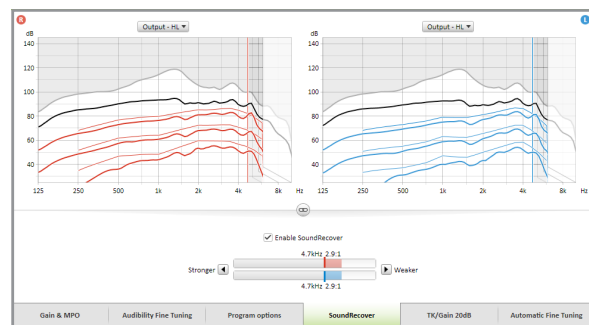 R
Output - HL
Output - HL
L
dB
dB
140
140
120
120
100
100
80
80
60
60
40
40
125 250 500 1k 2k 4k 8k Hz
125 250 500 1k 2k 4k 8k Hz
Enable SoundRecover
4.7kHz 2.9:1
Stronger Weaker
4.7kHz 2.9:1
Gain & MPO Audibility Fine Tuning Program options SoundRecover TK/Gain 20dB Automatic Fine Tuning